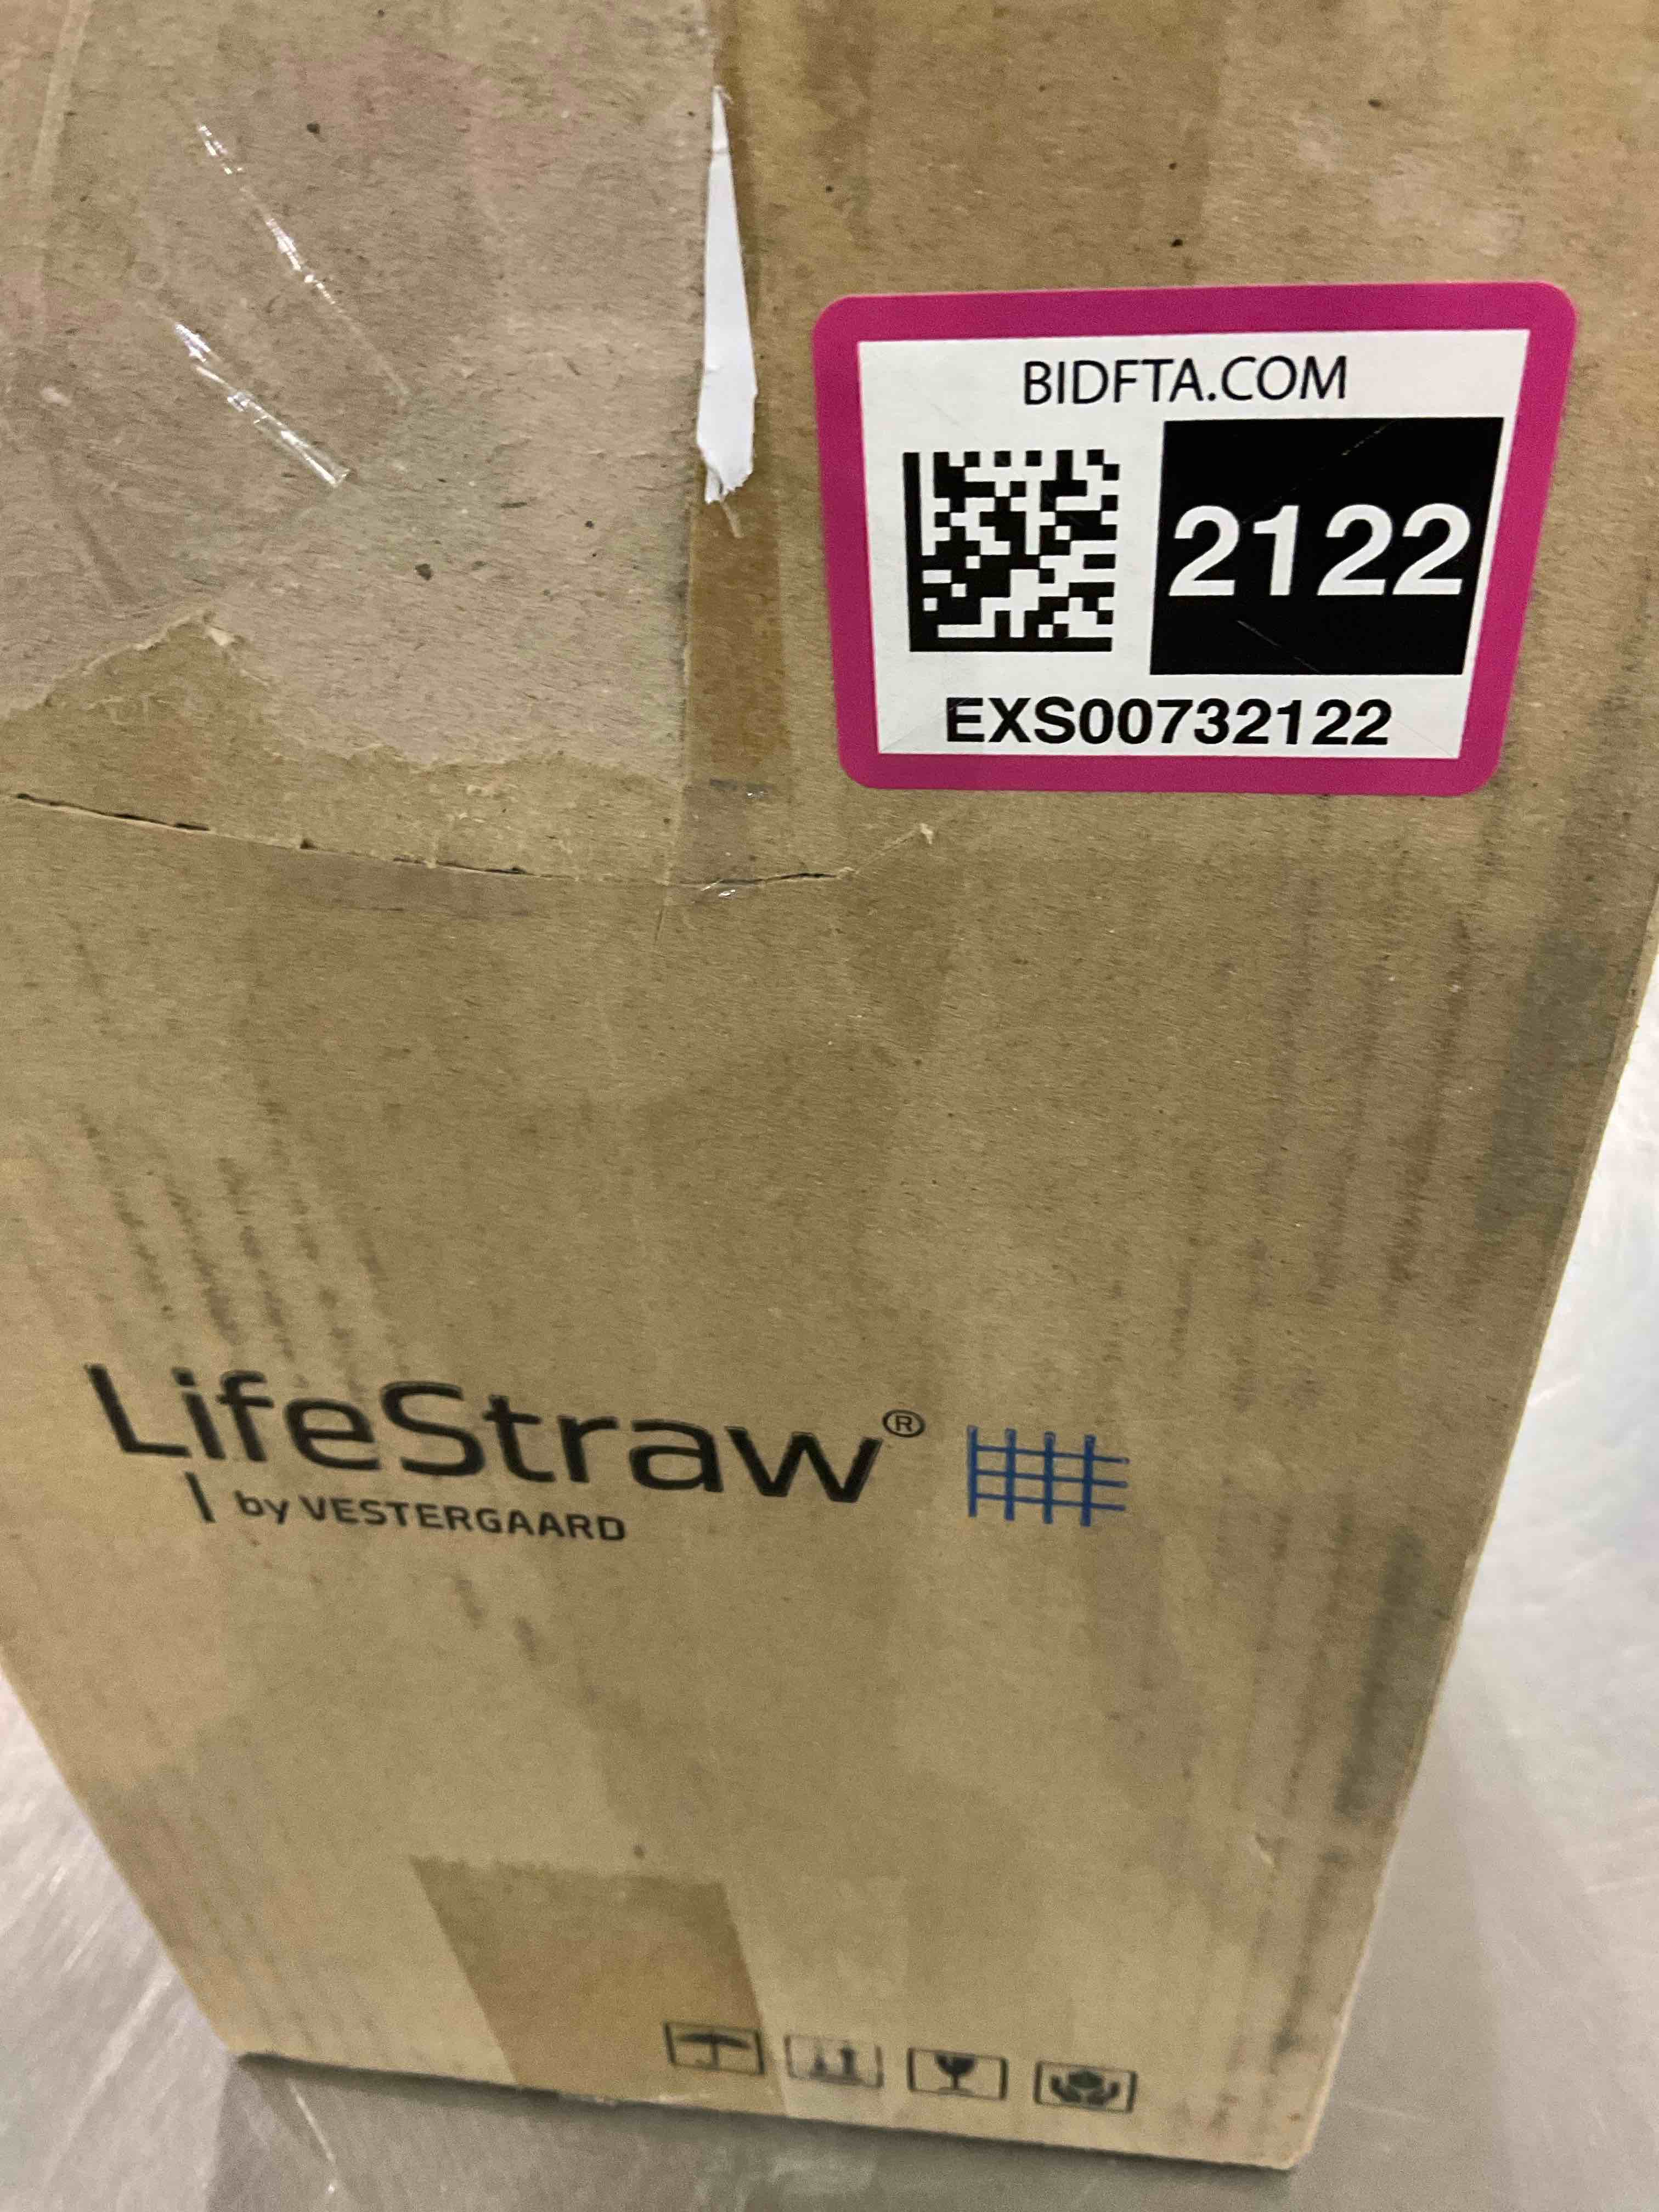 BIDFTA.COM
2122
EXS00732122
LifeStraw®
by VESTERGAARD